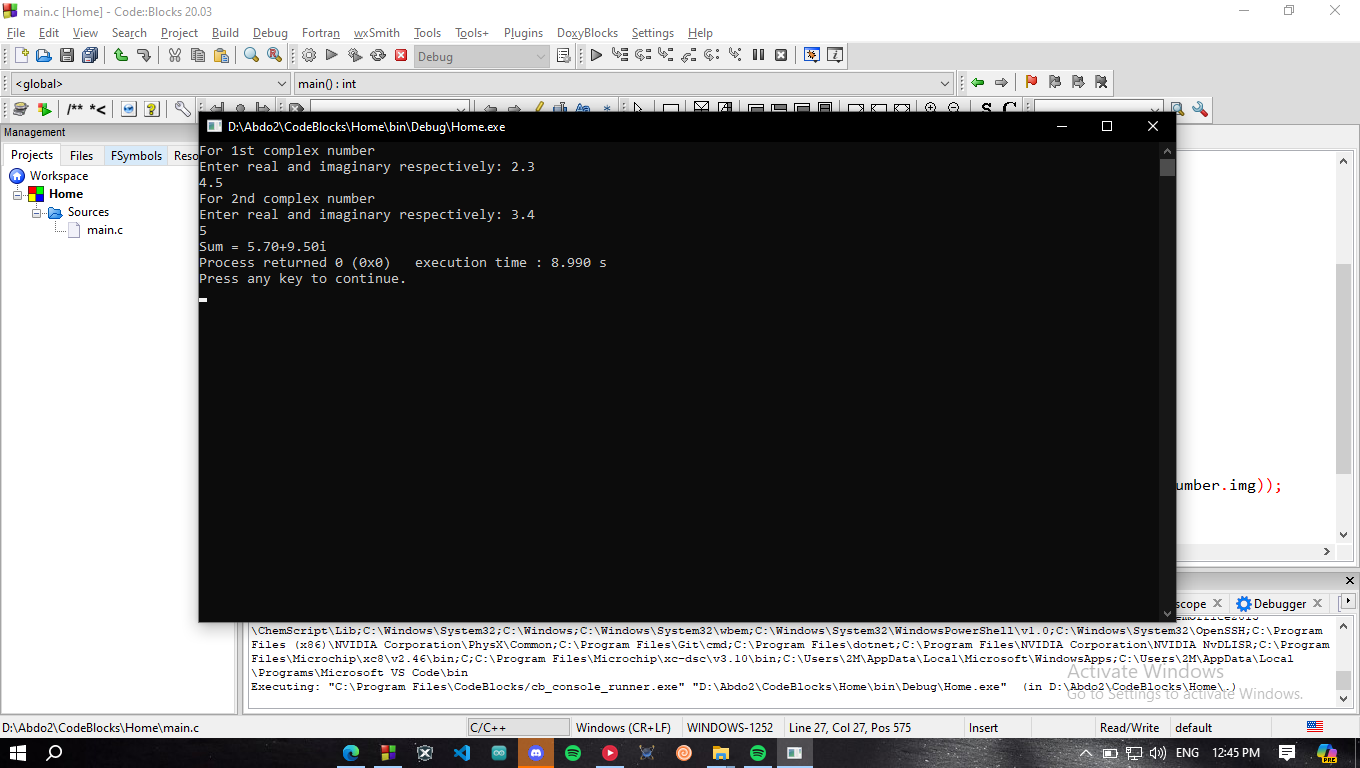 main.c [Home] - Code::Blocks 20.03
File Edit View Search Project Build Debug Fortran wxSmith Tools Tools+ Plugins DoxyBlocks Settings Help
Debug
<global>
main() : int
/** *<
S C
Management
Projects Files FSymbols Reso
Workspace
Home
Sources
main.c
D:\Abdo2\CodeBlocks\Home\bin\Debug\Home.exe
For 1st complex number
Enter real and imaginary respectively: 2.3
4.5
For 2nd complex number
Enter real and imaginary respectively: 3.4
5
Sum = 5.70+9.50i
Process returned 0 (0x0)   execution time : 8.990 s
Press any key to continue.
umber.img));
scope Debugger
\ChemScript\Lib;C:\Windows\System32;C:\Windows;C:\Windows\System32\wbem;C:\Windows\System32\WindowsPowerShell\v1.0;C:\Windows\System32\OpenSSH;C:\Program
Files (x86)\NVIDIA Corporation\PhysX\Common;C:\Program Files\Git\cmd;C:\Program Files\dotnet;C:\Program Files\NVIDIA Corporation\NVIDIA NvDLISR;C:\Program
Files\Microchip\xc8\v2.46\bin;C;C:\Program Files\Microchip\xc-dsc\v3.10\bin;C:\Users\2M\AppData\Local\Microsoft\WindowsApps;C:\Users\2M\AppData\Local
\Programs\Microsoft VS Code\bin
Executing: "C:\Program Files\CodeBlocks/cb_console_runner.exe" "D:\Abdo2\CodeBlocks\Home\bin\Debug\Home.exe"  (in D:\Abdo2\CodeBlocks\Home\.)
Activate Windows
Go to Settings to activate Windows.
D:\Abdo2\CodeBlocks\Home\main.c C/C++ Windows (CR+LF) WINDOWS-1252 Line 27, Col 27, Pos 575 Insert Read/Write default
ENG 12:45 PM
PRE